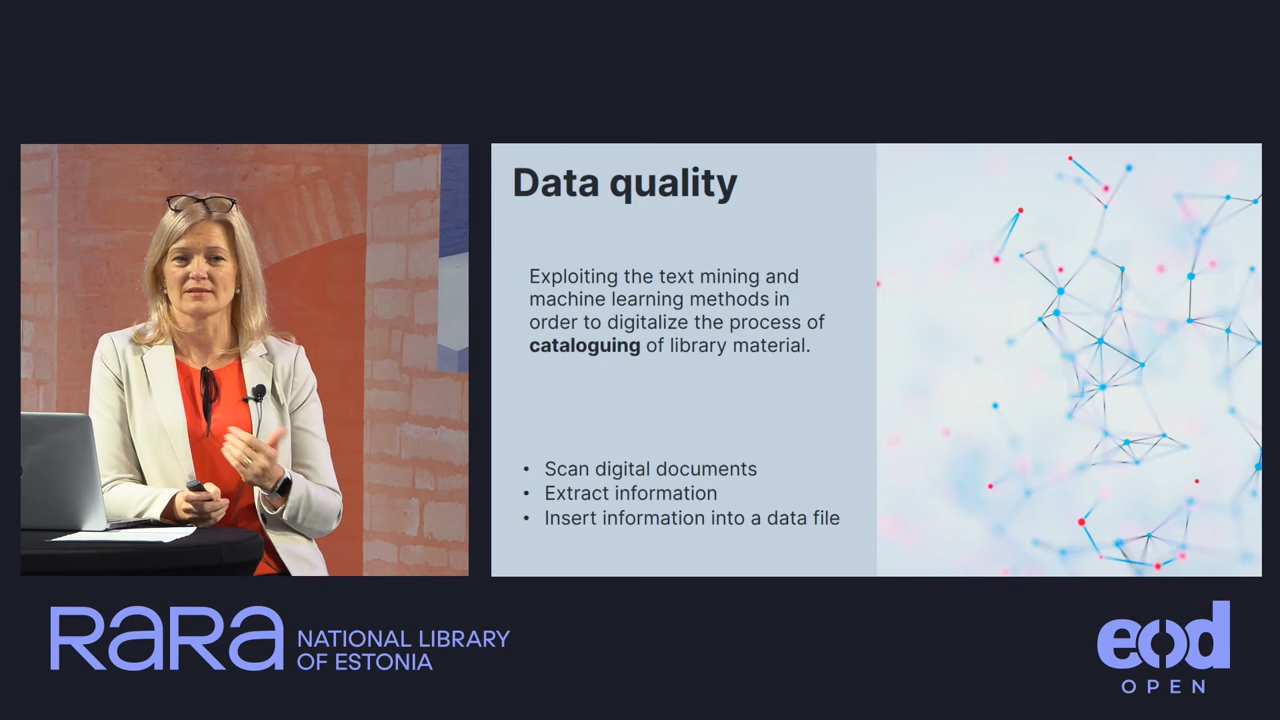 Data quality
Exploiting the text mining and
machine learning methods in
order to digitalize the process of
cataloguing of library material.
• Scan digital documents
• Extract information
• Insert information into a data file
RaRa
NATIONAL LIBRARY
OF ESTONIA
eod
OPEN